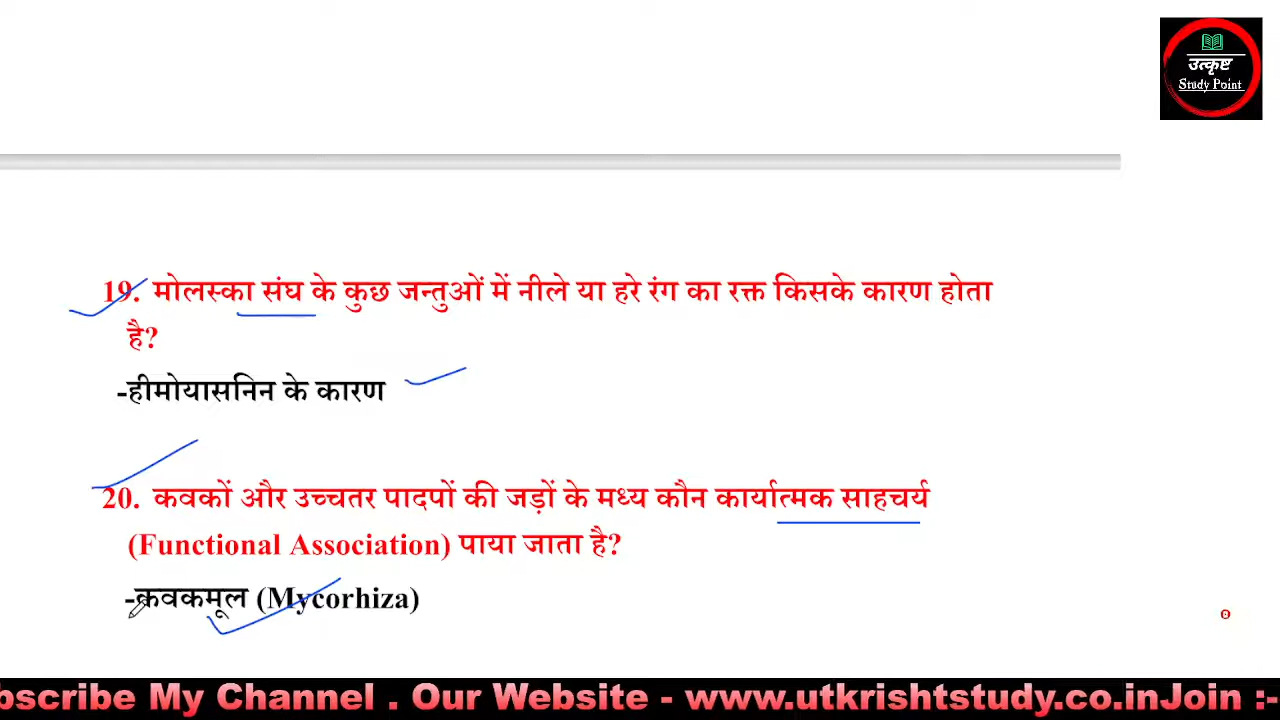 उत्कृष्ट
Study Point
19. मोलस्का संघ के कुछ जन्तुओं में नीले या हरे रंग का रक्त किसके कारण होता
है?
-हीमोयासनिन के कारण
20. कवकों और उच्चतर पादपों की जड़ों के मध्य कौन कार्यात्मक साहचर्य
(Functional Association) पाया जाता है?
-कवकमूल (Mycorhiza)
bscribe My Channel . Our Website - www.utkrishtstudy.co.inJoin :-